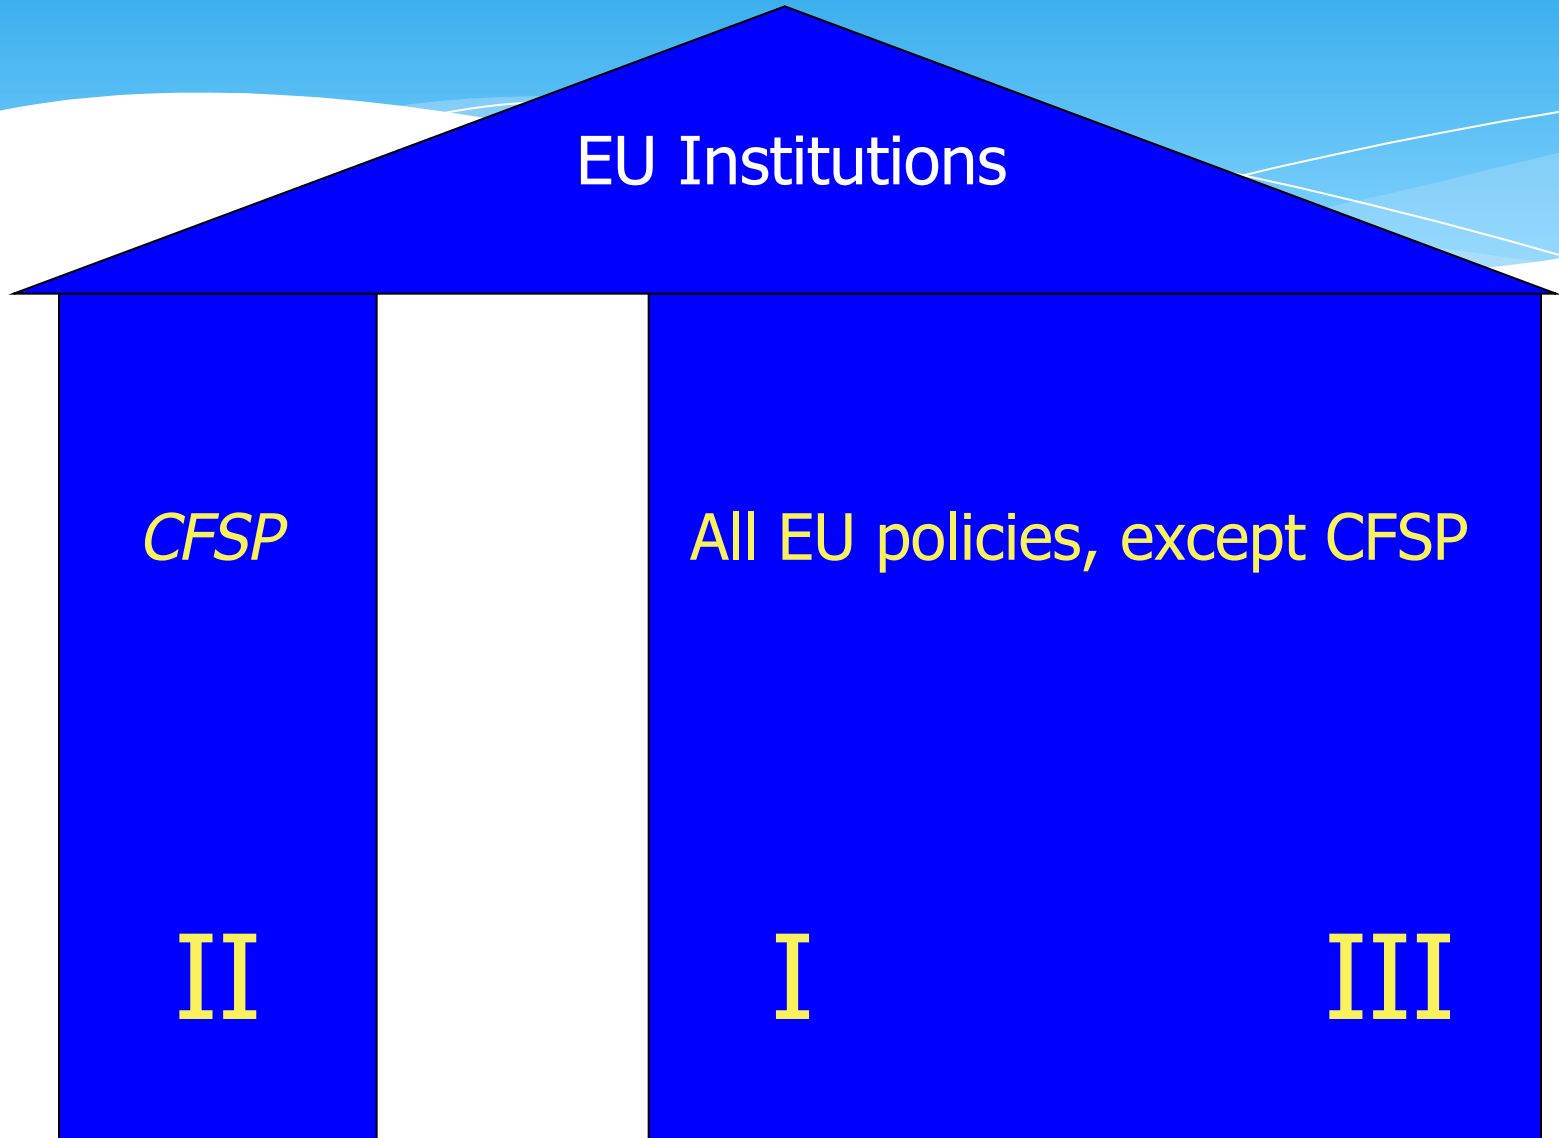 EU Institutions
CFSP
All EU policies, except CFSP
II
I
III